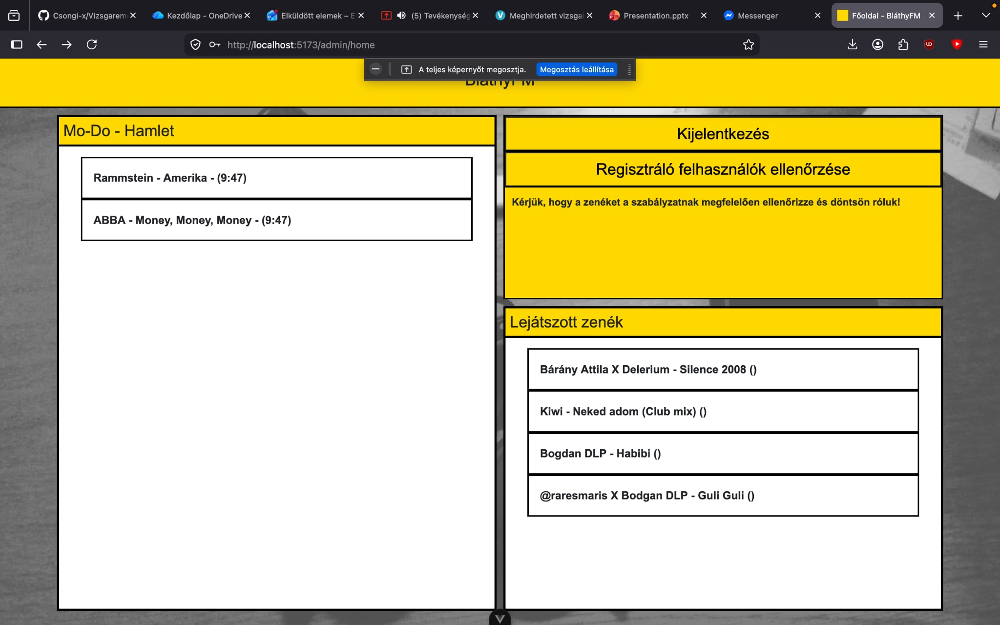 Csongi-x/Vizsgarem
Kezdőlap - OneDrive
Elküldött elemek – E
(5) Tevékenység
Meghirdetett vizsgai
Presentation.pptx
Messenger
Főoldal - BláthyFM
http://localhost:5173/admin/home
A teljes képernyőt megosztja.
Megosztás leállítása
BláthyFM
Mo-Do - Hamlet
Rammstein - Amerika - (9:47)
ABBA - Money, Money, Money - (9:47)
Kijelentkezés
Regisztráló felhasználók ellenőrzése
Kérjük, hogy a zenéket a szabályzatnak megfelelően ellenőrizze és döntsön róluk!
Lejátszott zenék
Bárány Attila X Delerium - Silence 2008 ()
Kiwi - Neked adom (Club mix) ()
Bogdan DLP - Habibi ()
@raresmaris X Bodgan DLP - Guli Guli ()